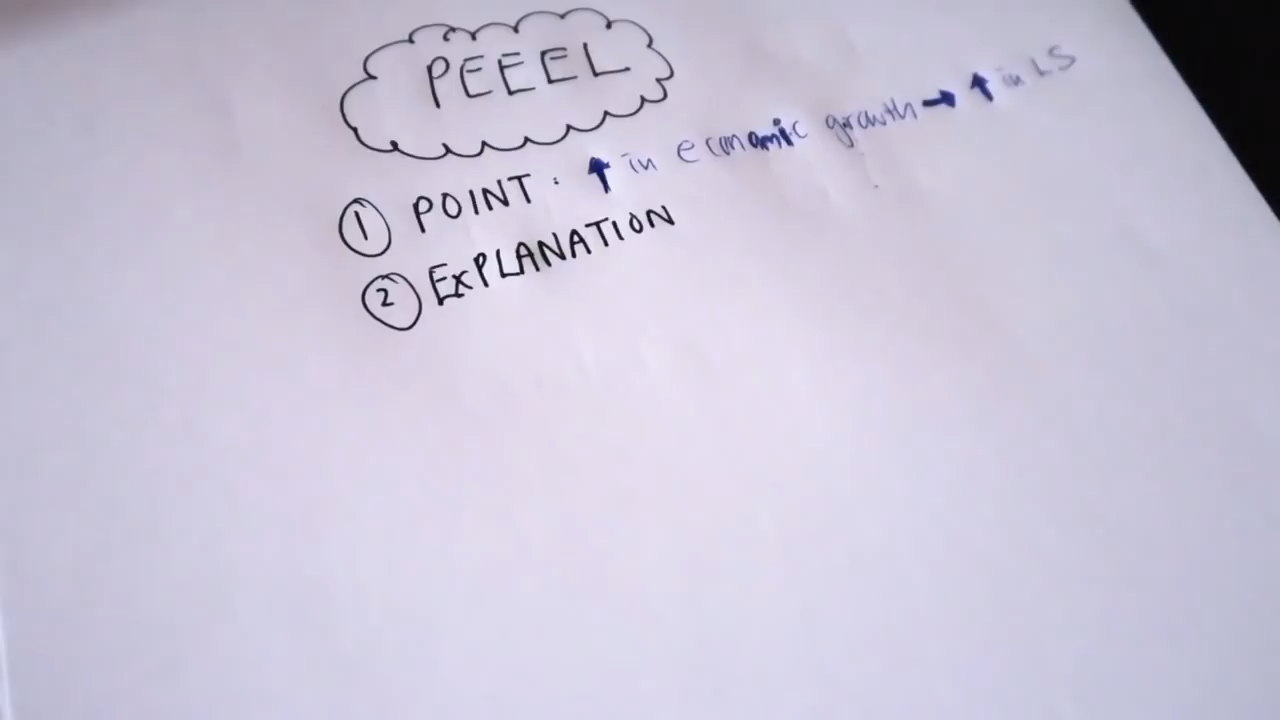 PEEEL
① POINT : ↑ in economic growth → ↑ in LS
② EXPLANATION